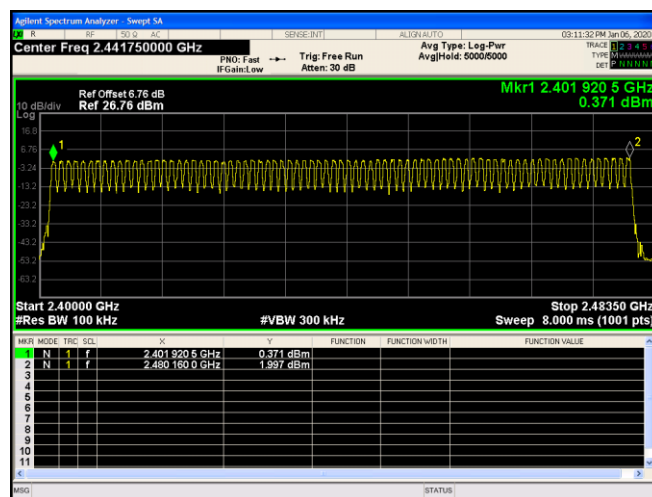 Agilent Spectrum Analyzer - Swept SA
R RF 50 Ω AC SENSE:INT ALIGN AUTO 03:11:32 PM Jan 06, 2020
Center Freq 2.441750000 GHz
PNO: Fast
IFGain:Low
Trig: Free Run
Atten: 30 dB
Avg Type: Log-Pwr
Avg|Hold: 5000/5000
TRACE 1 2 3 4 5
TYPE M
DET P N N N N
Mkr1 2.401 920 5 GHz
0.371 dBm
Ref Offset 6.76 dB
10 dB/div Ref 26.76 dBm
Log
16.8
6.76
-3.24
-13.2
-23.2
-33.2
-43.2
-53.2
-63.2
1
2
Start 2.40000 GHz Stop 2.48350 GHz
#Res BW 100 kHz #VBW 300 kHz Sweep 8.000 ms (1001 pts)
MKR MODE TRC SCL X Y FUNCTION FUNCTION WIDTH FUNCTION VALUE
1 N 1 f 2.401 920 5 GHz 0.371 dBm
2 N 1 f 2.480 160 0 GHz 1.997 dBm
3
4
5
6
7
8
9
10
11
MSG STATUS